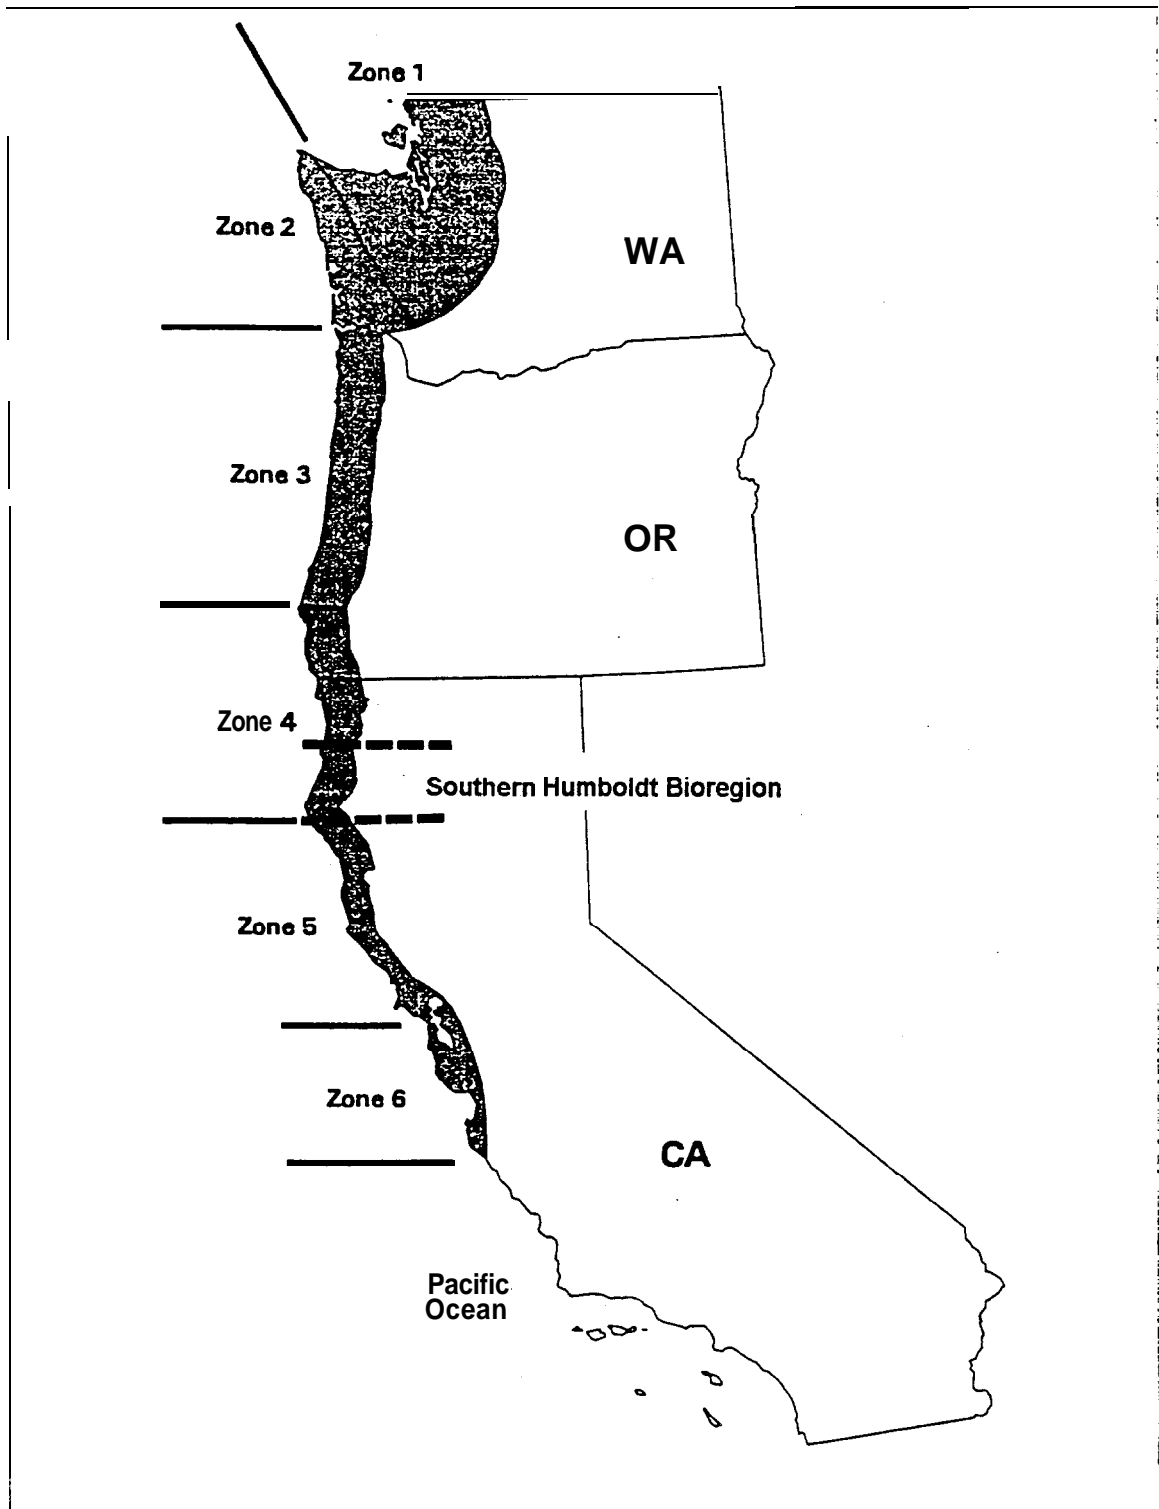 Zone 1
Zone 2
WA
Zone 3
OR
Zone 4
Southern Humboldt Bioregion
Zone 5
Zone 6
CA
Pacific
Ocean